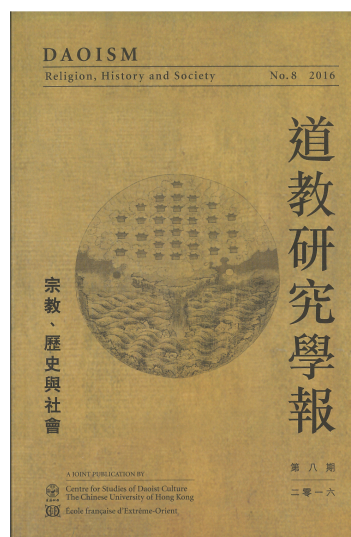 DAOISM
Religion, History and Society No. 8 2016
道教研究學報
宗教、歷史與社會
第八期
二零一六
A JOINT PUBLICATION BY
Centre for Studies of Daoist Culture
The Chinese University of Hong Kong
École française d'Extrême-Orient